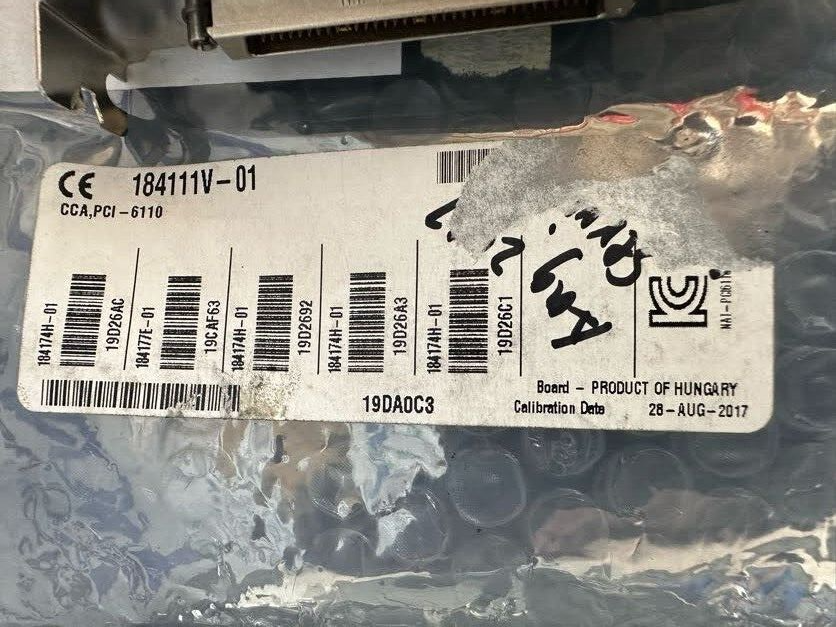 CE 184111V-01
CCA,PCI-6110
184174H-01
19D26AC
184177E-01
19CAF63
184174H-01
19D2692
184174H-01
19D26A3
184174H-01
19D26C1
Aug
19DA0C3
Board - PRODUCT OF HUNGARY
Calibration Date 28-AUG-2017